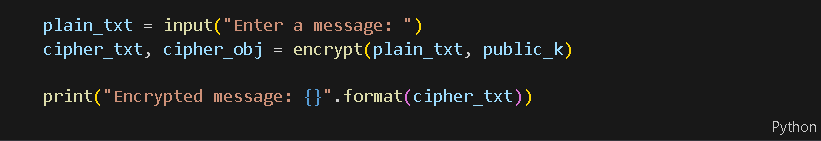 plain_txt = input("Enter a message: ")
cipher_txt, cipher_obj = encrypt(plain_txt, public_k)
print("Encrypted message: {}".format(cipher_txt))
Python